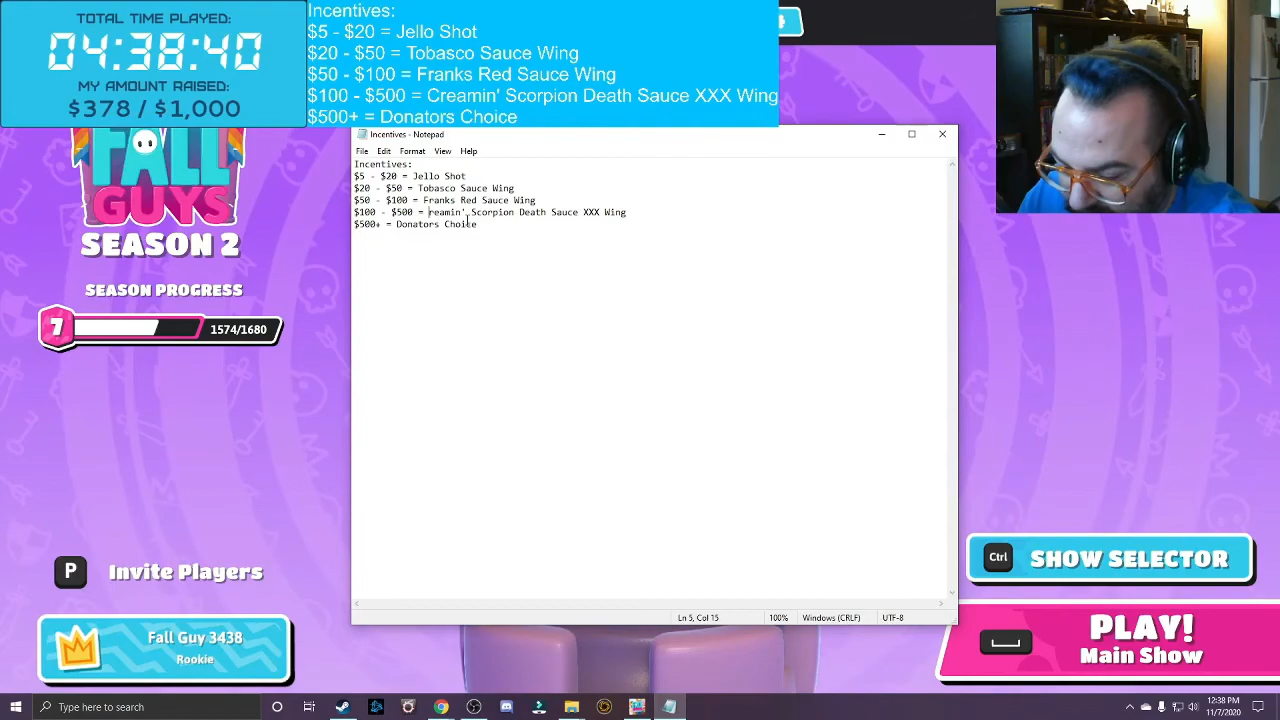 TOTAL TIME PLAYED:
04:38:40
MY AMOUNT RAISED:
$378 / $1,000
Incentives:
$5 - $20 = Jello Shot
$20 - $50 = Tobasco Sauce Wing
$50 - $100 = Franks Red Sauce Wing
$100 - $500 = Creamin' Scorpion Death Sauce XXX Wing
$500+ = Donators Choice
FALL
GUYS
SEASON 2
SEASON PROGRESS
7
1574/1680
Incentives - Notepad
File Edit Format View Help
Incentives:
$5 - $20 = Jello Shot
$20 - $50 = Tobasco Sauce Wing
$50 - $100 = Franks Red Sauce Wing
$100 - $500 = reamin' Scorpion Death Sauce XXX Wing
$500+ = Donators Choice
Ln 5, Col 15 100% Windows (CRLF) UTF-8
P Invite Players
Fall Guy 3438
Rookie
Ctrl SHOW SELECTOR
PLAY!
Main Show
Type here to search
12:38 PM
11/7/2020